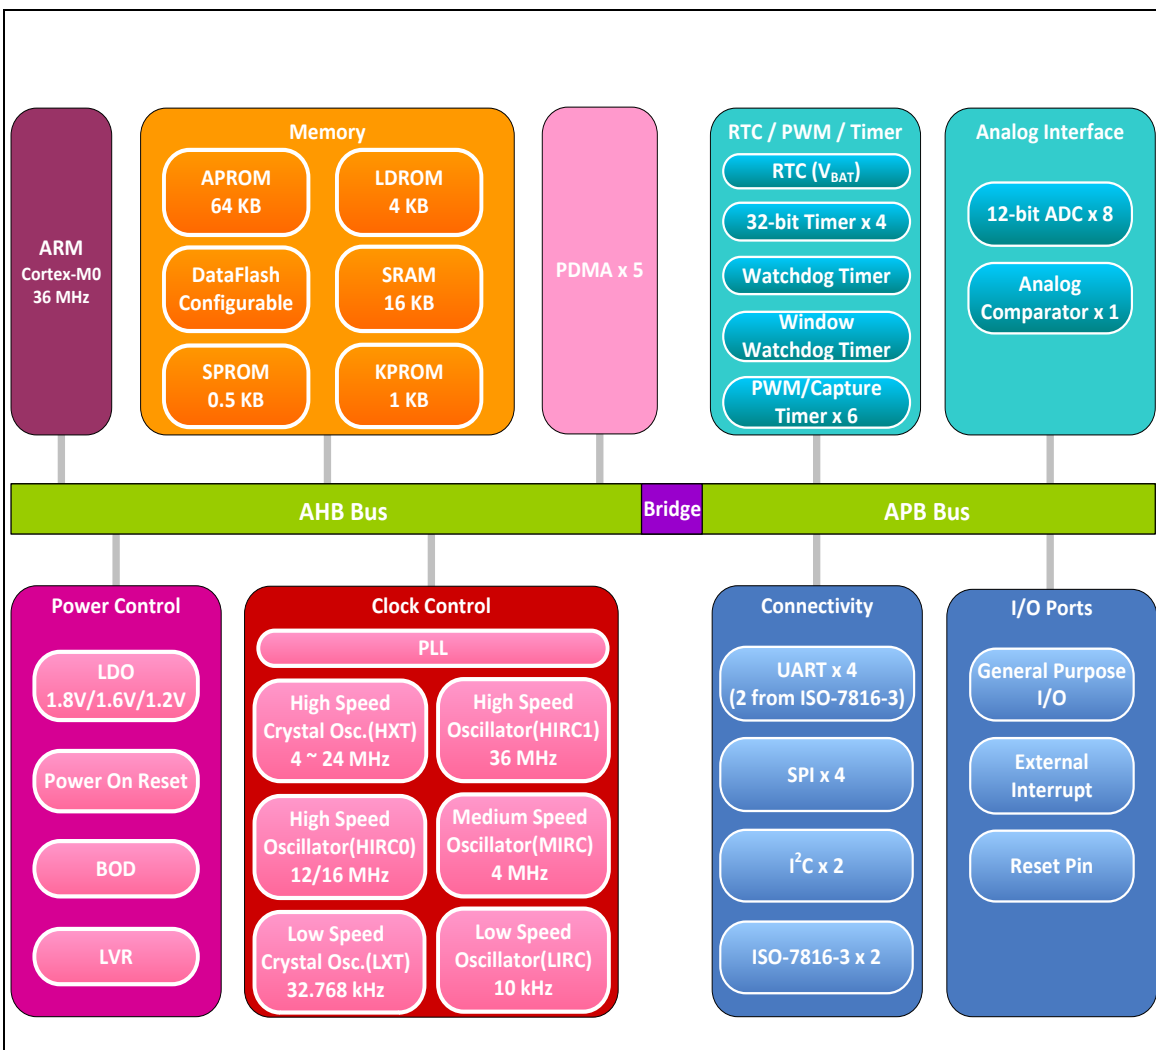 ARM
Cortex-M0
36 MHz
Memory
APROM
64 KB
LDROM
4 KB
DataFlash
Configurable
SRAM
16 KB
SPROM
0.5 KB
KPROM
1 KB
PDMA x 5
RTC / PWM / Timer
RTC (VBAT)
32-bit Timer x 4
Watchdog Timer
Window
Watchdog Timer
PWM/Capture
Timer x 6
Analog Interface
12-bit ADC x 8
Analog
Comparator x 1
AHB Bus
Bridge
APB Bus
Power Control
LDO
1.8V/1.6V/1.2V
Power On Reset
BOD
LVR
Clock Control
PLL
High Speed
Crystal Osc.(HXT)
4 ~ 24 MHz
High Speed
Oscillator(HIRC1)
36 MHz
High Speed
Oscillator(HIRC0)
12/16 MHz
Medium Speed
Oscillator(MIRC)
4 MHz
Low Speed
Crystal Osc.(LXT)
32.768 kHz
Low Speed
Oscillator(LIRC)
10 kHz
Connectivity
UART x 4
(2 from ISO-7816-3)
SPI x 4
I²C x 2
ISO-7816-3 x 2
I/O Ports
General Purpose
I/O
External
Interrupt
Reset Pin